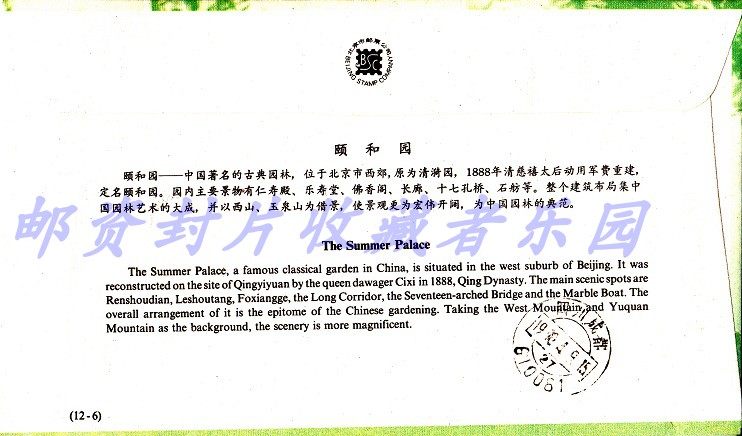 北京市邮票公司
BSC
BEIJING STAMP COMPANY
颐和园
颐和园——中国著名的古典园林，位于北京市西郊，原为清漪园，1888年清慈禧太后动用军费重建，
定名颐和园。园内主要景物有仁寿殿、乐寿堂、佛香阁、长廊、十七孔桥、石舫等。整个建筑布局集中
国园林艺术的大成，并以西山、玉泉山为借景，使景观更为宏伟开阔，为中国园林的典范。
邮资封片收藏者乐园
The Summer Palace
The Summer Palace, a famous classical garden in China, is situated in the west suburb of Beijing. It was
reconstructed on the site of Qingyiyuan by the queen dawager Cixi in 1888, Qing Dynasty. The main scenic spots are
Renshoudian, Leshoutang, Foxiangge, the Long Corridor, the Seventeen-arched Bridge and the Marble Boat. The
overall arrangement of it is the epitome of the Chinese gardening. Taking the West Mountain and Yuquan
Mountain as the background, the scenery is more magnificent.
四川成都
27
610081
(12-6)